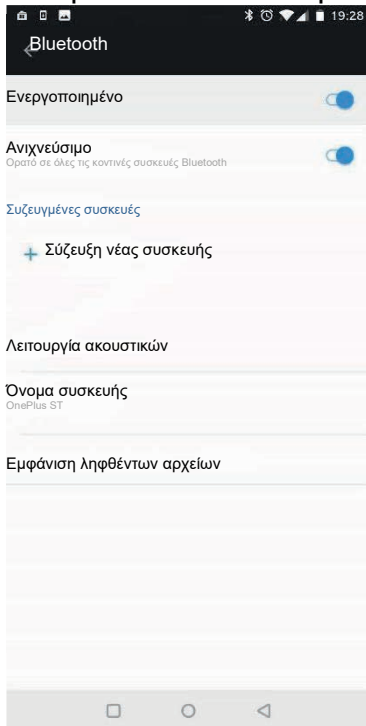 19:28
Bluetooth
Ενεργοποιημένο
Ανιχνεύσιμο
Ορατό σε όλες τις κοντινές συσκευές Bluetooth
Συζευγμένες συσκευές
+ Σύζευξη νέας συσκευής
Λειτουργία ακουστικών
Όνομα συσκευής
OnePlus ST
Εμφάνιση ληφθέντων αρχείων